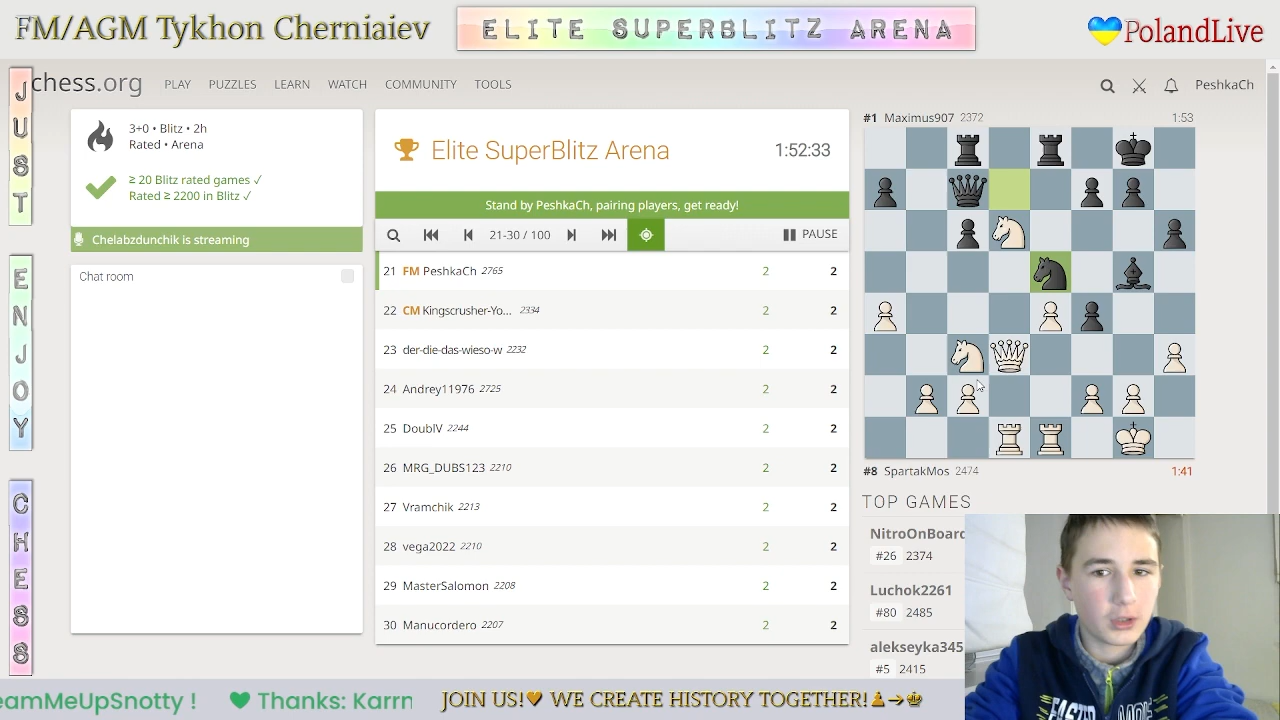 FM/AGM Tykhon Cherniaiev
ELITE SUPERBLITZ ARENA
PolandLive
JUST
ENJOY
CHESS
chess.org
PLAY PUZZLES LEARN WATCH COMMUNITY TOOLS
PeshkaCh
3+0 • Blitz • 2h
Rated • Arena
≥ 20 Blitz rated games ✓
Rated ≥ 2200 in Blitz ✓
Chelabzdunchik is streaming
Chat room
Elite SuperBlitz Arena 1:52:33
Stand by PeshkaCh, pairing players, get ready!
21-30 / 100 PAUSE
21 FM PeshkaCh 2765 2 2
22 CM Kingscrusher-Yo... 2334 2 2
23 der-die-das-wieso-w 2232 2 2
24 Andrey11976 2725 2 2
25 DoublV 2244 2 2
26 MRG_DUBS123 2210 2 2
27 Vramchik 2213 2 2
28 vega2022 2210 2 2
29 MasterSalomon 2208 2 2
30 Manucordero 2207 2 2
#1 Maximus907 2372 1:53
#8 SpartakMos 2474 1:41
TOP GAMES
NitroOnBoard
#26 2374
Luchok2261
#80 2485
alekseyka345
#5 2415
eamMeUpSnotty ! Thanks: Karrn
JOIN US! WE CREATE HISTORY TOGETHER!